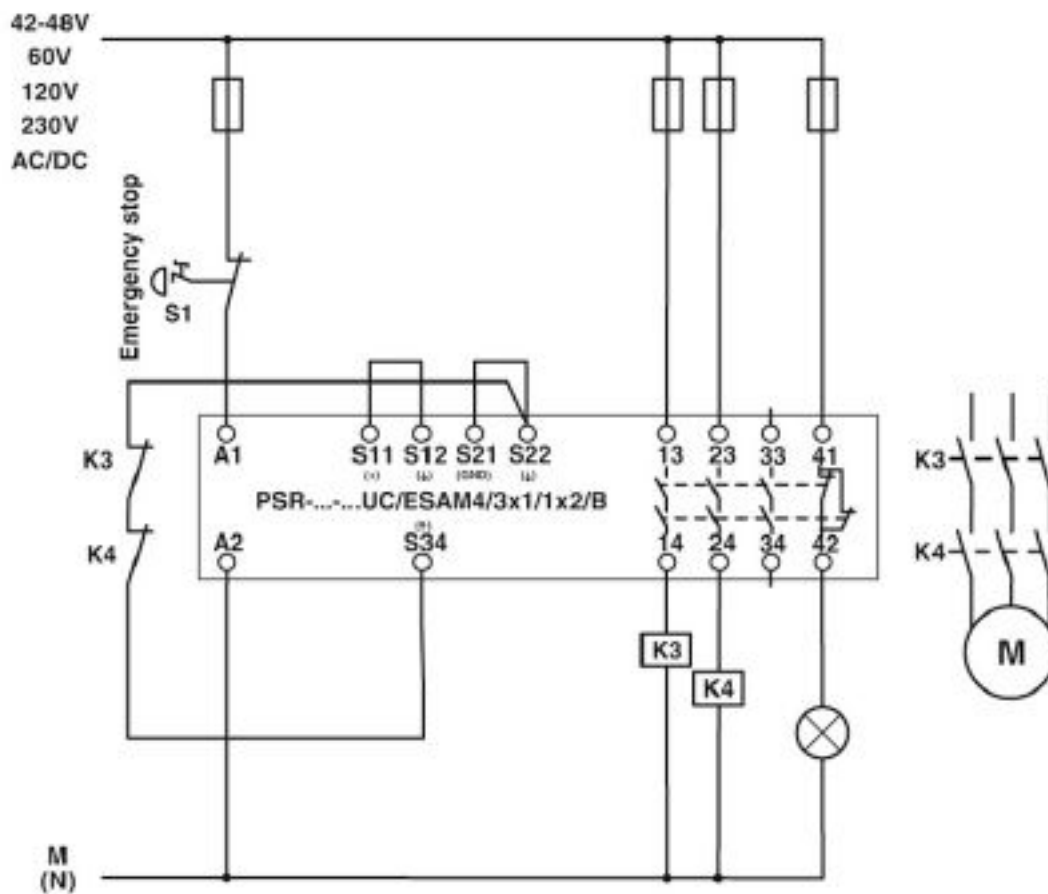 42-48V
60V
120V
230V
AC/DC
Emergency stop
S1
K3
K4
A1
S11
S12
S21
S22
13
23
33
41
(+)
(GND)
PSR-...-...UC/ESAM4/3x1/1x2/B
A2
S34
14
24
34
42
K3
K4
K3
K4
M
M
(N)